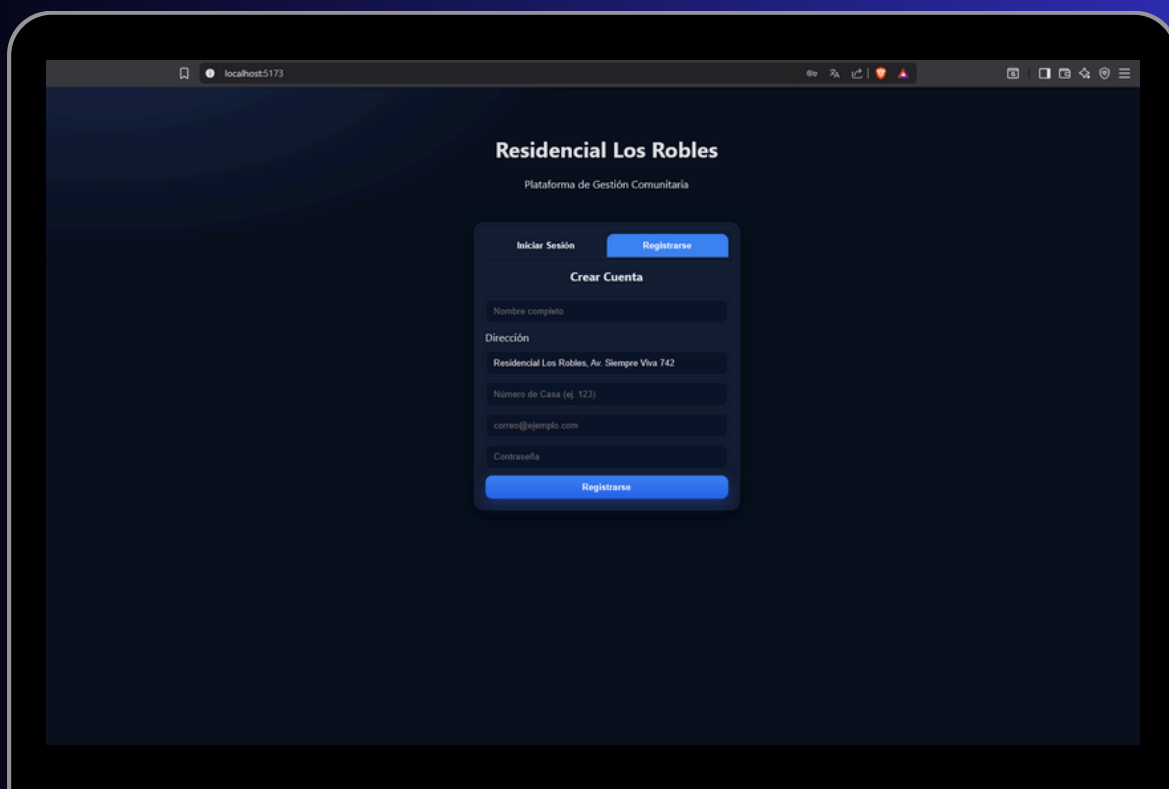 localhost:5173
Residencial Los Robles
Plataforma de Gestión Comunitaria
Iniciar Sesión Registrarse
Crear Cuenta
Nombre completo
Dirección
Residencial Los Robles, Av. Siempre Viva 742
Número de Casa (ej. 123)
correo@ejemplo.com
Contraseña
Registrarse